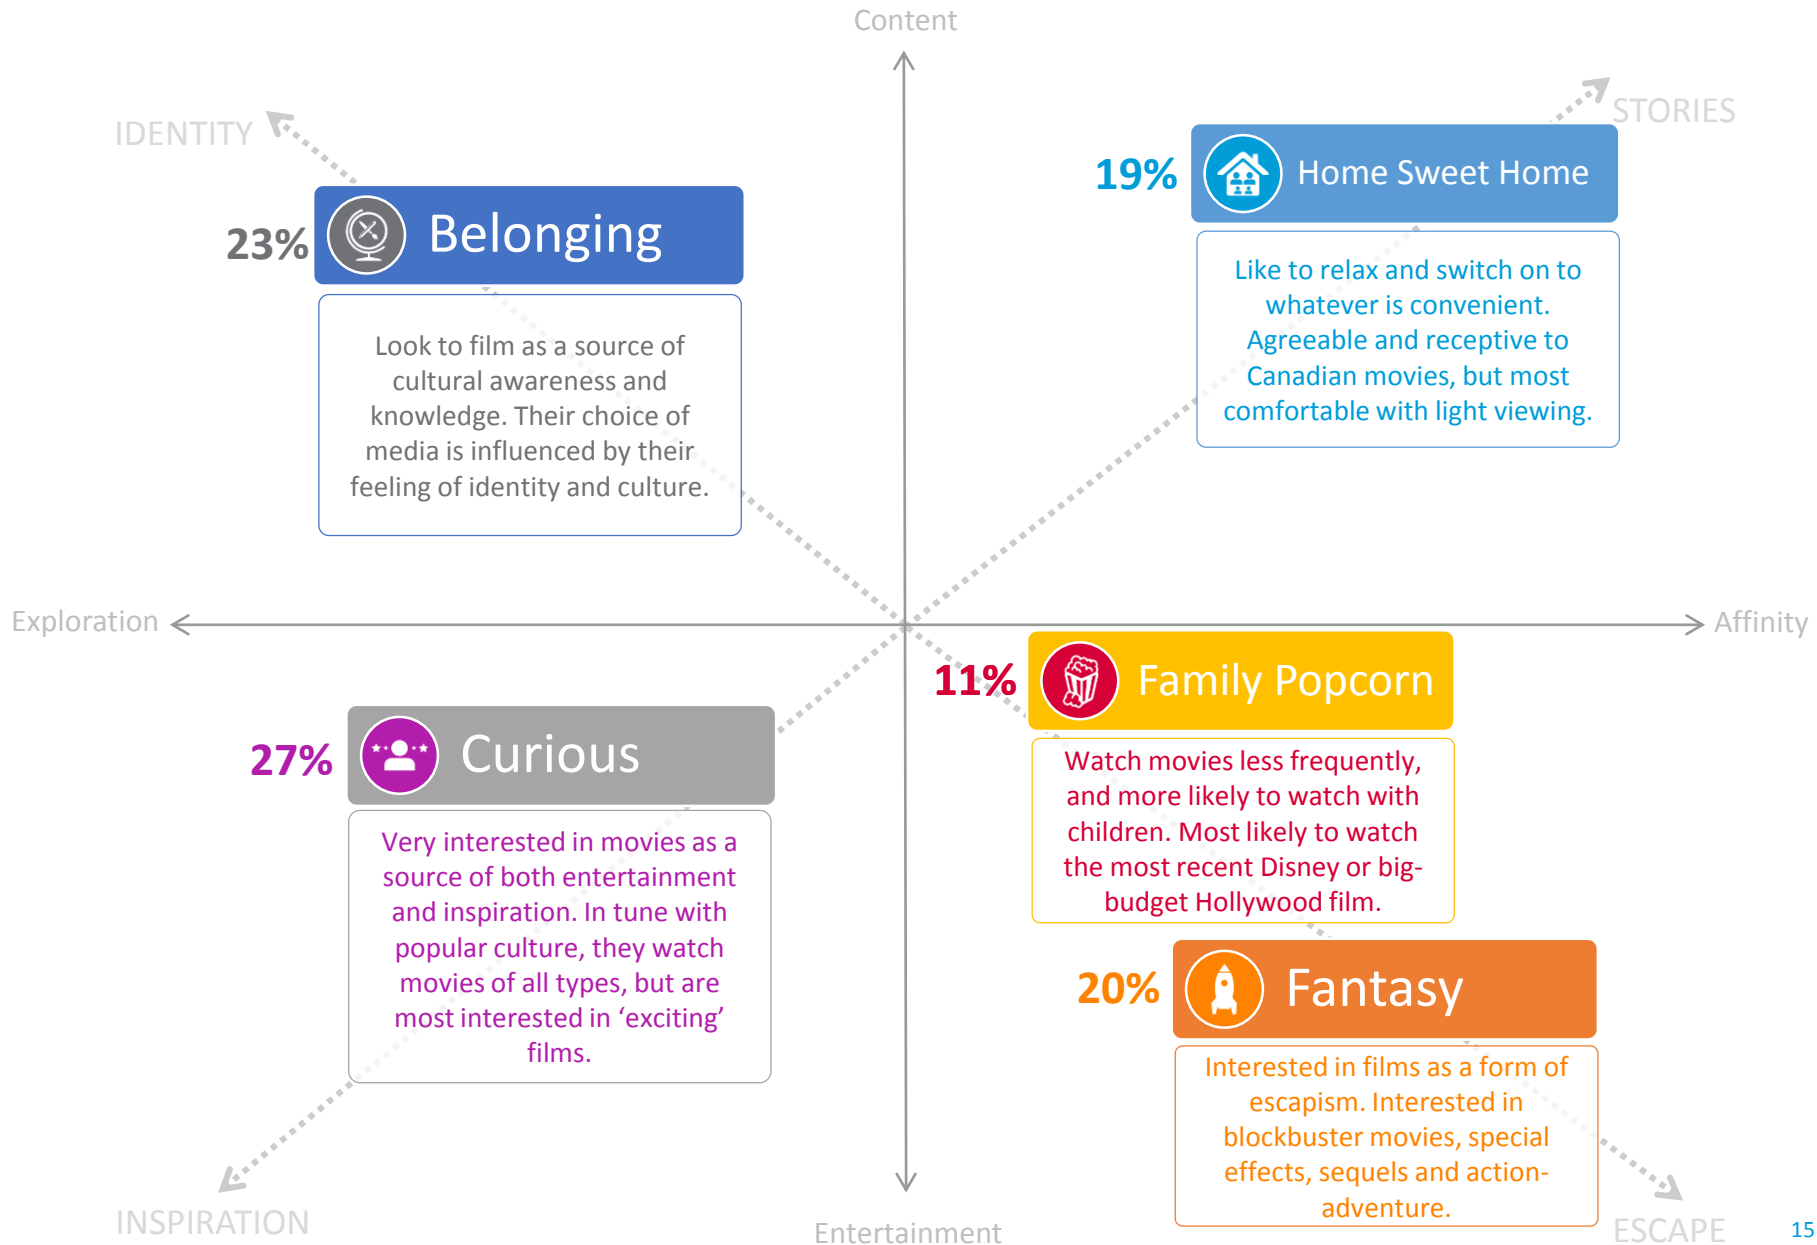 Content
IDENTITY
STORIES
23%
Belonging
Look to film as a source of
cultural awareness and
knowledge. Their choice of
media is influenced by their
feeling of identity and culture.
19%
Home Sweet Home
Like to relax and switch on to
whatever is convenient.
Agreeable and receptive to
Canadian movies, but most
comfortable with light viewing.
Exploration
Affinity
27%
Curious
Very interested in movies as a
source of both entertainment
and inspiration. In tune with
popular culture, they watch
movies of all types, but are
most interested in ‘exciting’
films.
11%
Family Popcorn
Watch movies less frequently,
and more likely to watch with
children. Most likely to watch
the most recent Disney or big-
budget Hollywood film.
20%
Fantasy
Interested in films as a form of
escapism. Interested in
blockbuster movies, special
effects, sequels and action-
adventure.
INSPIRATION
Entertainment
ESCAPE
15